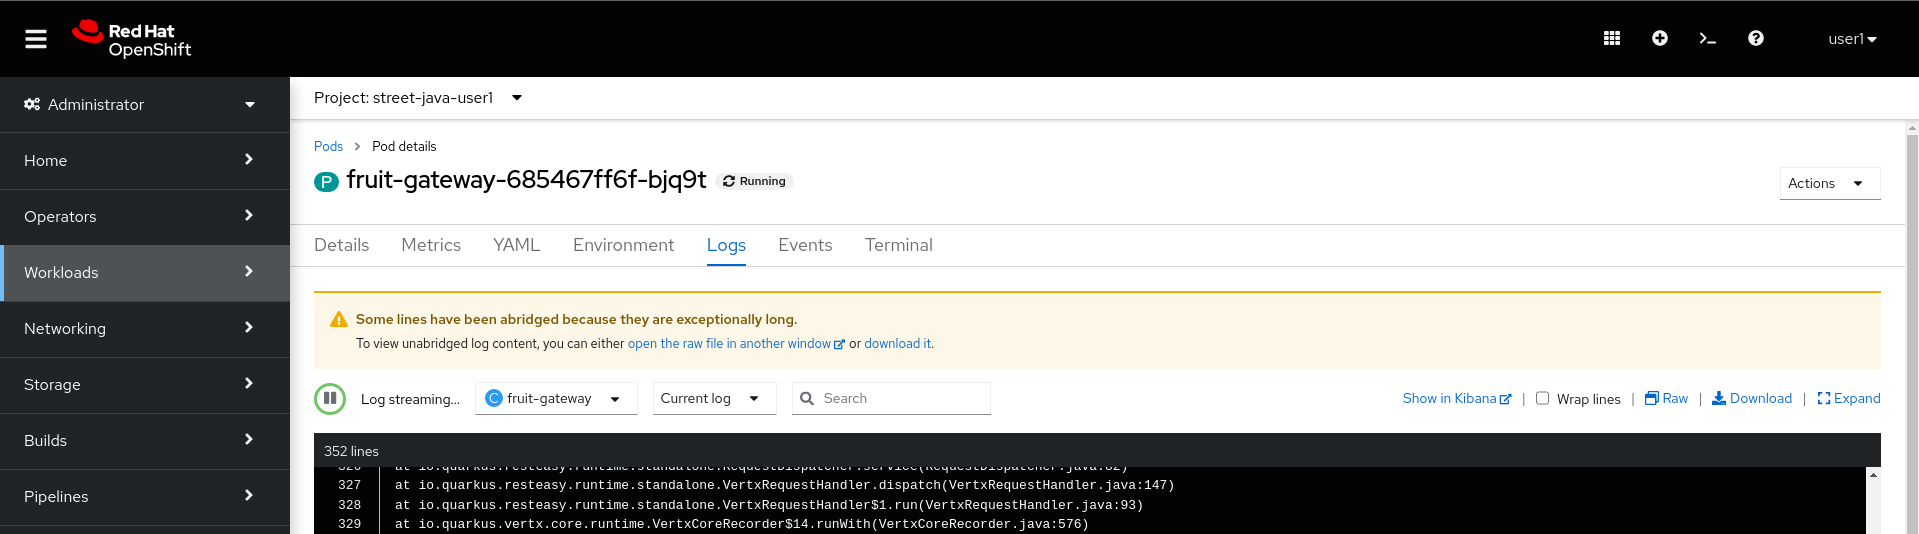 Red Hat
OpenShift
user1
Administrator
Project: street-java-user1
Home
Operators
Workloads
Networking
Storage
Builds
Pipelines
Pods > Pod details
P fruit-gateway-685467ff6f-bjq9t Running
Actions
Details Metrics YAML Environment Logs Events Terminal
Some lines have been abridged because they are exceptionally long.
To view unabridged log content, you can either open the raw file in another window or download it.
Log streaming... C fruit-gateway Current log Search Show in Kibana | Wrap lines | Raw | Download | Expand
352 lines
326 at io.quarkus.resteasy.runtime.standalone.RequestDispatcher.service(RequestDispatcher.java:82)
327 at io.quarkus.resteasy.runtime.standalone.VertxRequestHandler.dispatch(VertxRequestHandler.java:147)
328 at io.quarkus.resteasy.runtime.standalone.VertxRequestHandler$1.run(VertxRequestHandler.java:93)
329 at io.quarkus.vertx.core.runtime.VertxCoreRecorder$14.runWith(VertxCoreRecorder.java:576)